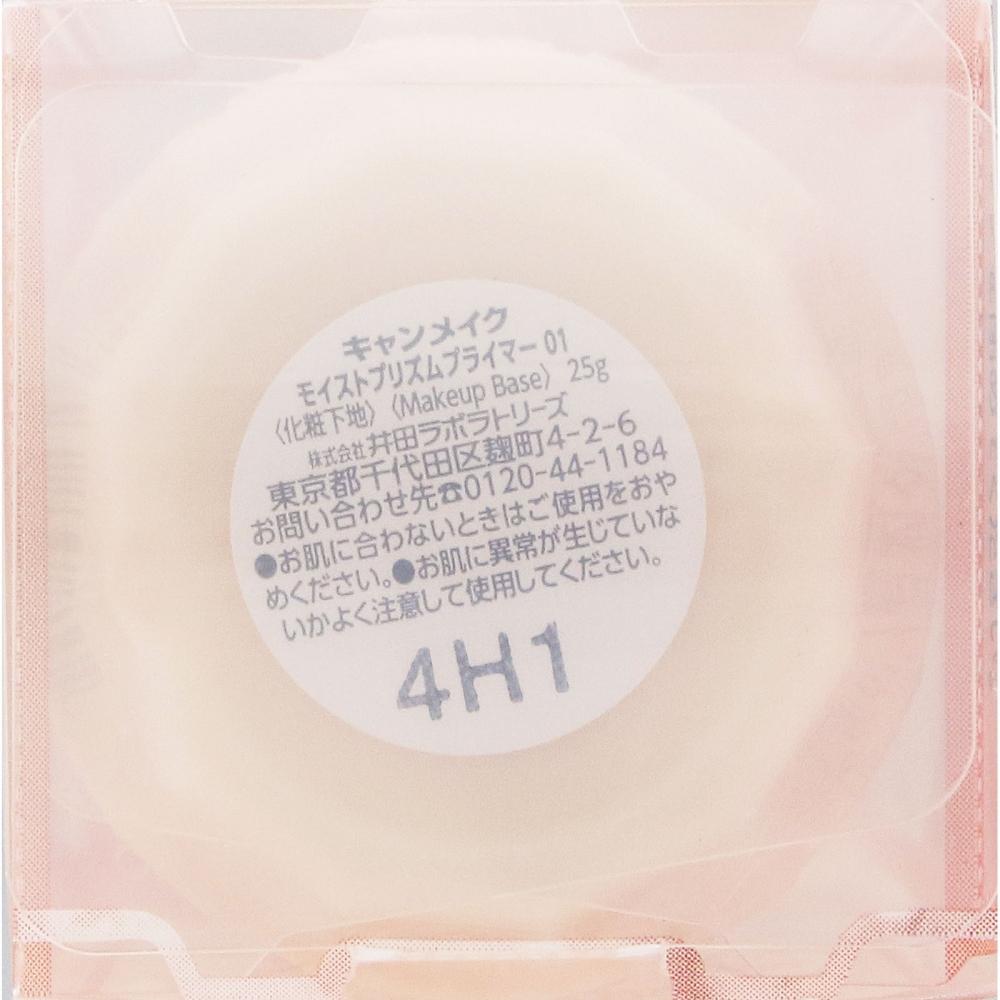 キャンメイク
モイストプリズムプライマー 01
〈化粧下地〉〈Makeup Base〉 25g
株式会社 井田ラボラトリーズ
東京都千代田区麹町4-2-6
お問い合わせ先☎0120-44-1184
●お肌に合わないときはご使用をおや
めください。●お肌に異常が生じていな
いかよく注意して使用してください。
4H1